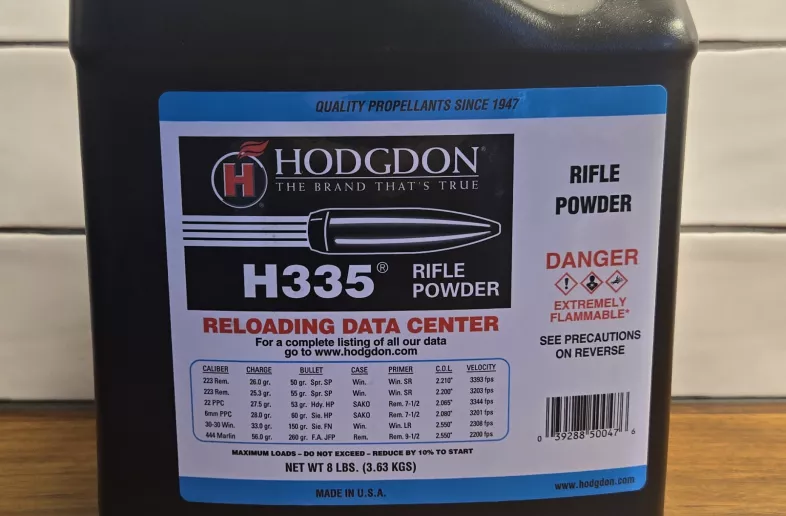 QUALITY PROPELLANTS SINCE 1947
H
HODGDON®
THE BRAND THAT'S TRUE
H335® RIFLE POWDER
RELOADING DATA CENTER
For a complete listing of all our data
go to www.hodgdon.com
CALIBER CHARGE BULLET CASE PRIMER C.O.L. VELOCITY
223 Rem. 26.0 gr. 50 gr. Spr. SP Win. Win. SR 2.210" 3393 fps
223 Rem. 25.3 gr. 55 gr. Spr. SP Win. Win. SR 2.200" 3203 fps
22 PPC 27.5 gr. 53 gr. Hdy. HP SAKO Rem. 7-1/2 2.065" 3344 fps
6mm PPC 28.0 gr. 60 gr. Sie. HP SAKO Rem. 7-1/2 2.080" 3201 fps
30-30 Win. 33.0 gr. 150 gr. Sie. FN Win. Win. LR 2.550" 2308 fps
444 Marlin 56.0 gr. 260 gr. F.A. JFP Rem. Rem. 9-1/2 2.550" 2200 fps
MAXIMUM LOADS – DO NOT EXCEED – REDUCE BY 10% TO START
NET WT 8 LBS. (3.63 KGS)
MADE IN U.S.A.
RIFLE
POWDER
DANGER
EXTREMELY
FLAMMABLE*
SEE PRECAUTIONS
ON REVERSE
0 39288 50047 6
www.hodgdon.com